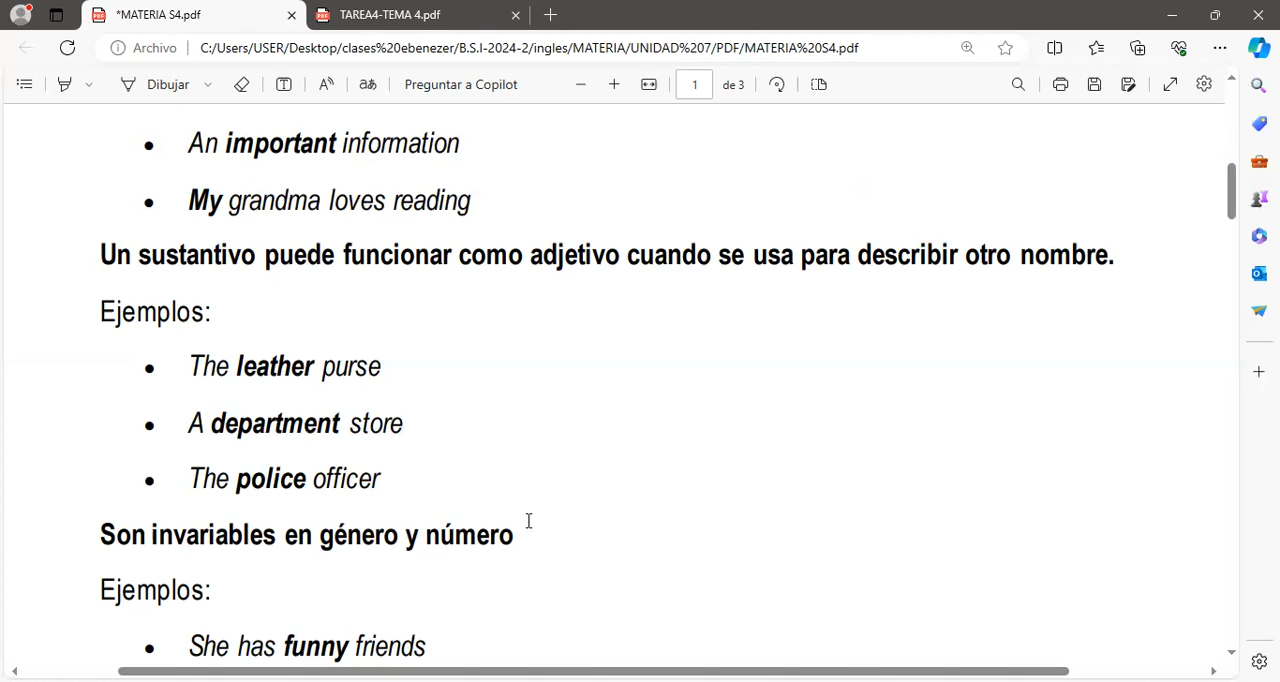 *MATERIA S4.pdf
TAREA4-TEMA 4.pdf
Archivo
C:/Users/USER/Desktop/clases%20ebenezer/B.S.I-2024-2/ingles/MATERIA/UNIDAD%207/PDF/MATERIA%20S4.pdf
Dibujar
Preguntar a Copilot
1 de 3
• An important information
• My grandma loves reading
Un sustantivo puede funcionar como adjetivo cuando se usa para describir otro nombre.
Ejemplos:
• The leather purse
• A department store
• The police officer
Son invariables en género y número
Ejemplos:
• She has funny friends